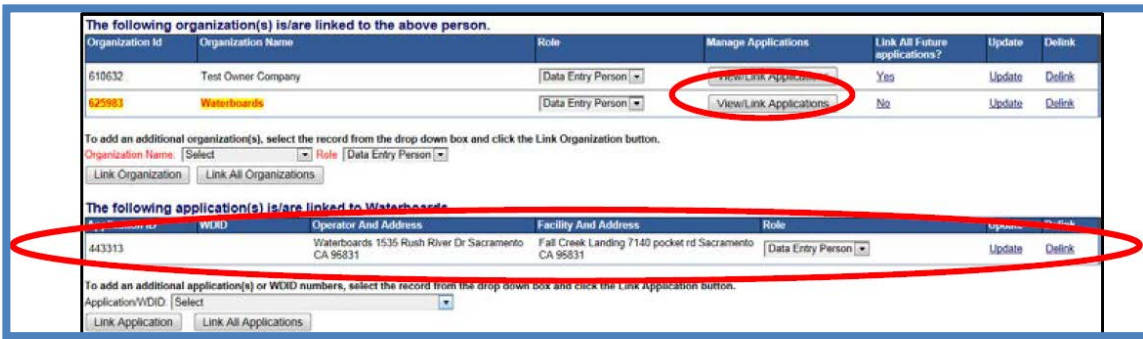 The following organization(s) is/are linked to the above person.
Organization Id Organization Name Role Manage Applications Link All Future applications? Update Delink
610632 Test Owner Company Data Entry Person View/Link Applications Yes Update Delink
625983 Waterboards Data Entry Person View/Link Applications No Update Delink
To add an additional organization(s), select the record from the drop down box and click the Link Organization button.
Organization Name: Select Role Data Entry Person
Link Organization Link All Organizations
The following application(s) is/are linked to Waterboards
Application ID WDID Operator And Address Facility And Address Role Update Delink
443313 Waterboards 1535 Rush River Dr Sacramento CA 95831 Fall Creek Landing 7140 pocket rd Sacramento CA 95831 Data Entry Person Update Delink
To add an additional application(s) or WDID numbers, select the record from the drop down box and click the Link Application button.
Application/WDID: Select
Link Application Link All Applications